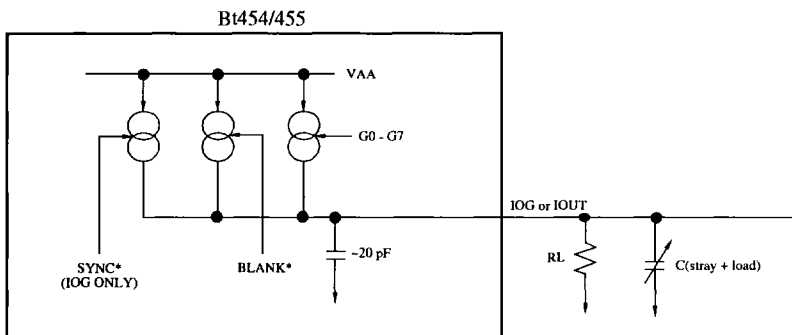 Bt454/455
VAA
G0 - G7
IOG or IOUT
~20 pF
RL
C(stray + load)
SYNC*
(IOG ONLY)
BLANK*